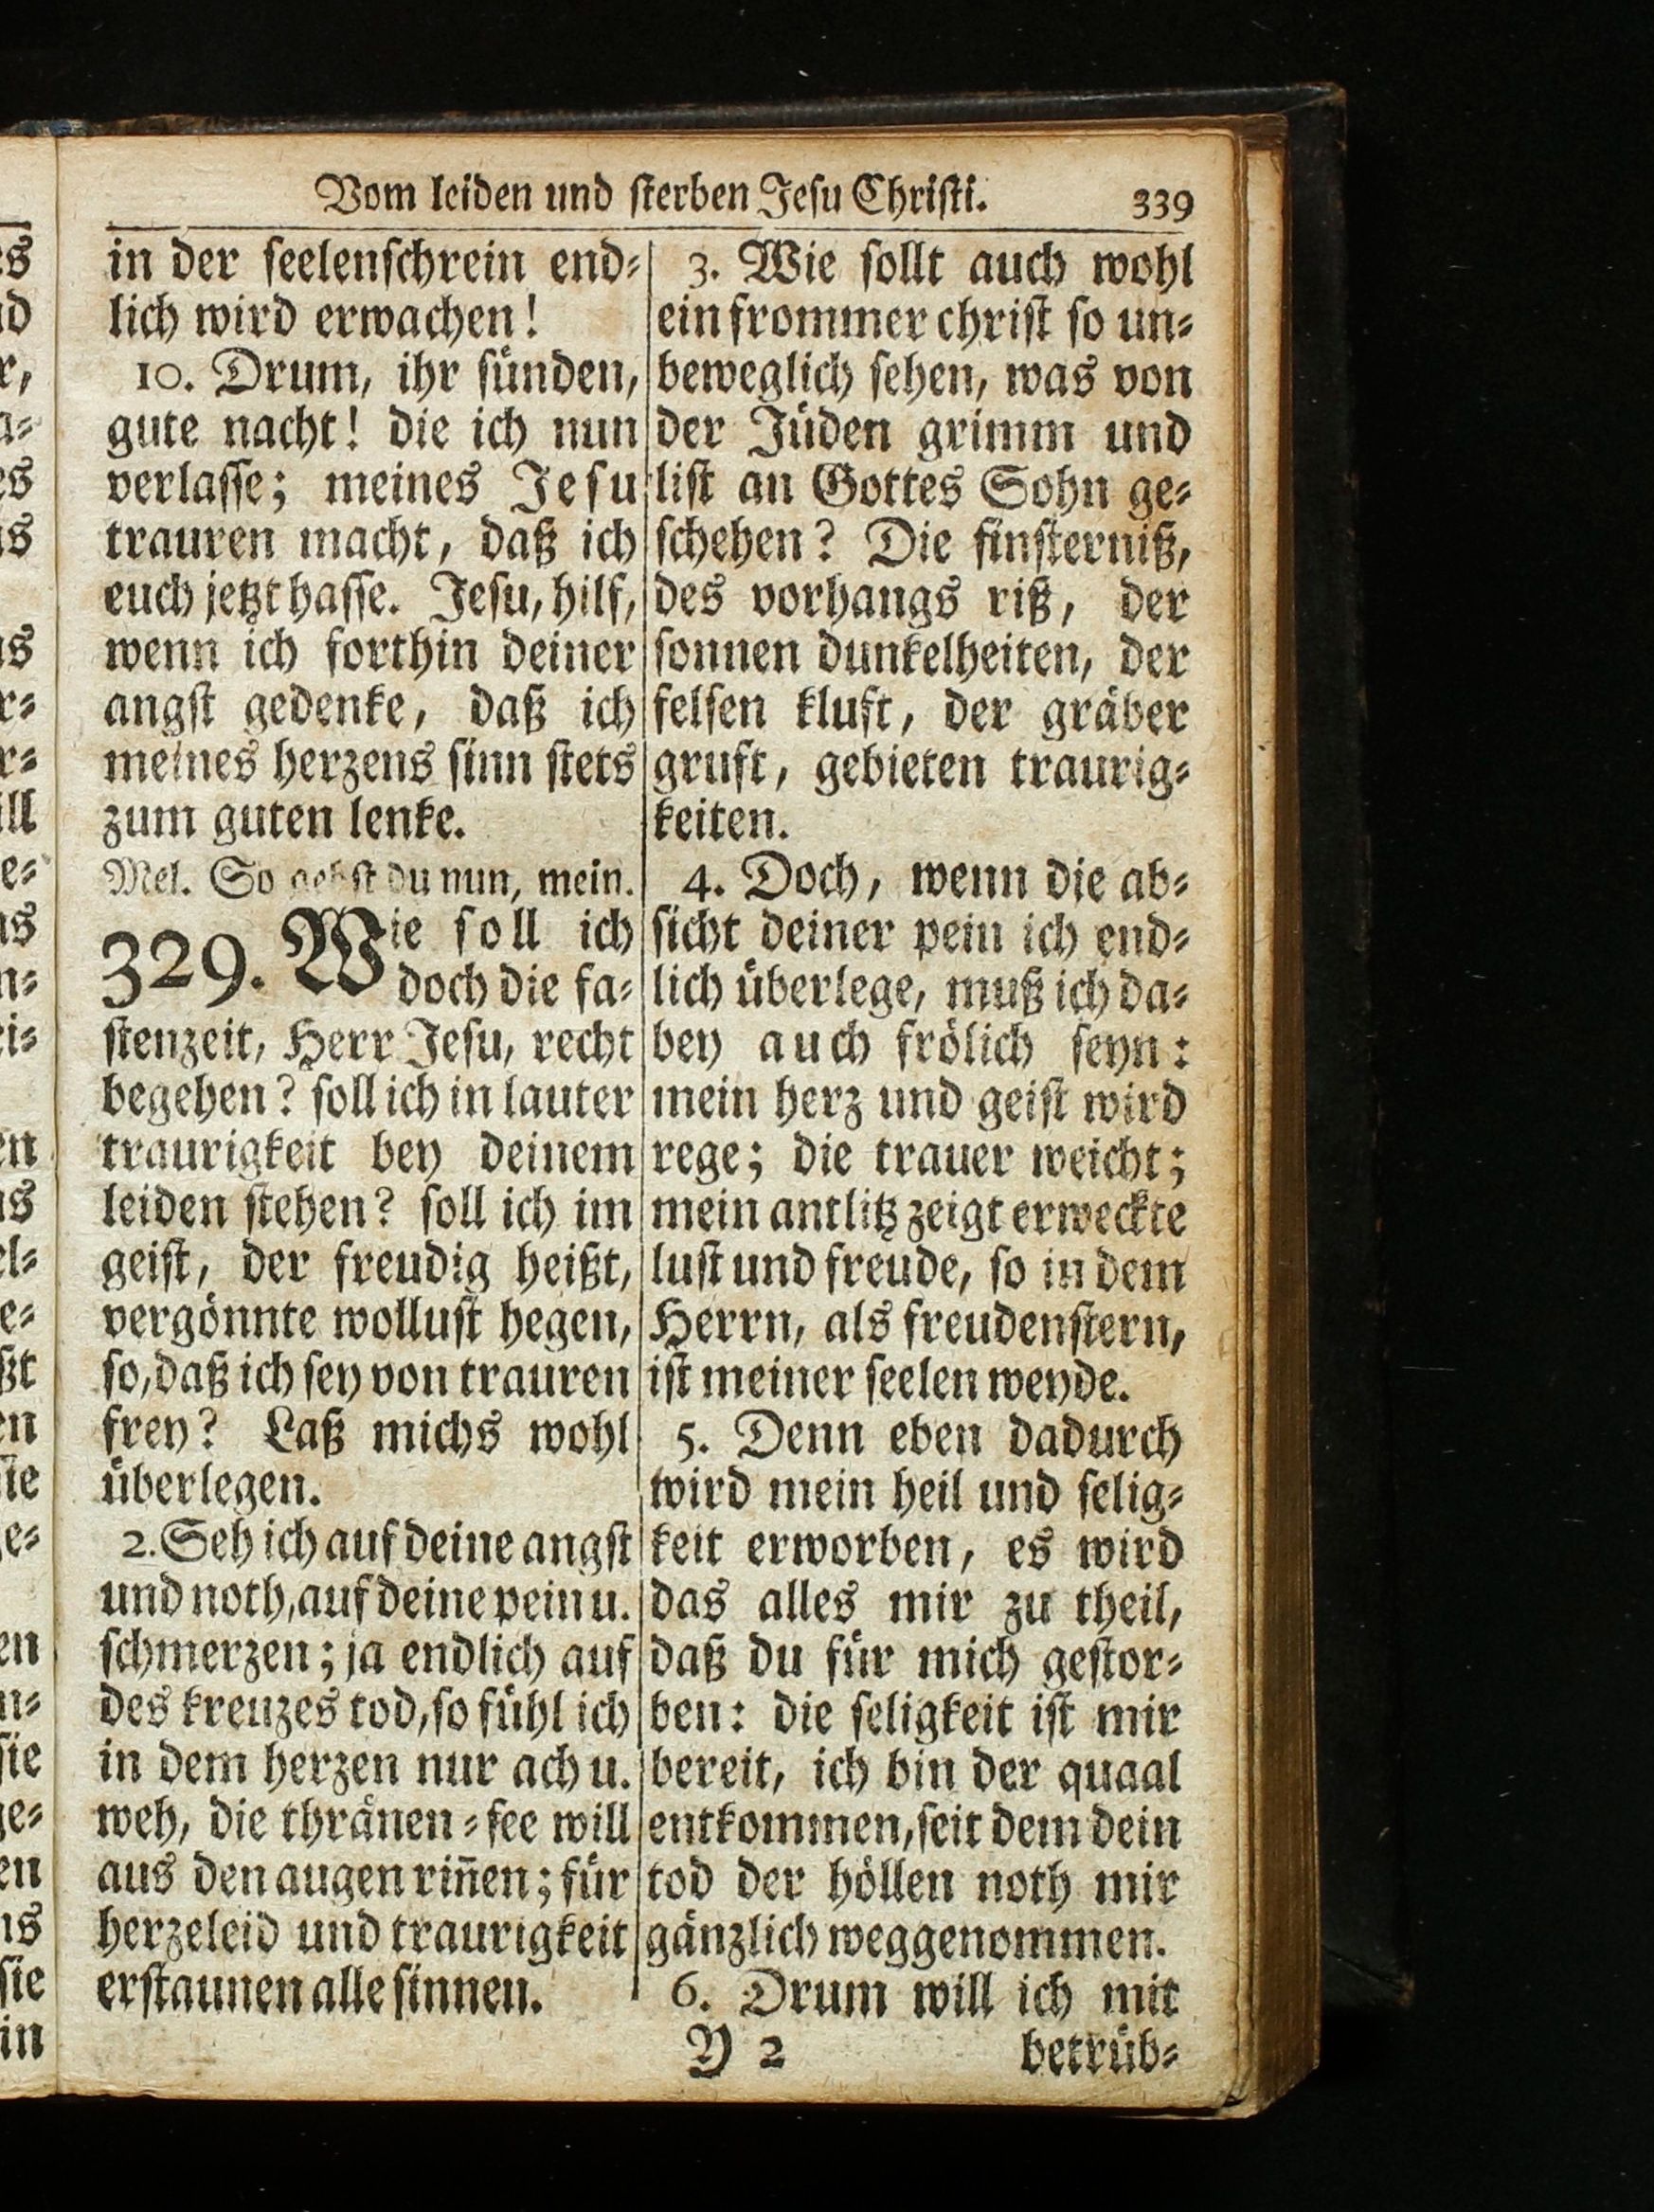 Vom leiden und sterben Jesu Christi. 339
in der seelenschrein end⸗
lich wird erwachen!
10. Drum, ihr sünden,
gute nacht! die ich nun
verlasse; meines Jesu
trauren macht, daß ich
euch jetzt hasse. Jesu, hilf,
wenn ich forthin deiner
angst gedenke, daß ich
meines herzens sinn stets
zum guten lenke.
Mel. So gehst du nun, mein.
329. Wie soll ich
doch die fa⸗
stenzeit, Herr Jesu, recht
begehen? soll ich in lauter
traurigkeit bey deinem
leiden stehen? soll ich im
geist, der freudig heißt,
vergönnte wollust hegen,
so, daß ich sey von trauren
frey? Laß michs wohl
überlegen.
2. Seh ich auf deine angst
und noth, auf deine pein u.
schmerzen; ja endlich auf
des kreuzes tod, so fühl ich
in dem herzen nur ach u.
weh, die thränen⸗see will
aus den augen rin̄en; für
herzeleid und traurigkeit
erstaunen alle sinnen.
3. Wie sollt auch wohl
ein frommer christ so un⸗
beweglich sehen, was von
der Jüden grimm und
list an Gottes Sohn ge⸗
schehen? Die finsterniß,
des vorhangs riß, der
sonnen dunkelheiten, der
felsen kluft, der gräber
gruft, gebieten traurig⸗
keiten.
4. Doch, wenn die ab⸗
sicht deiner pein ich end⸗
lich überlege, muß ich da⸗
bey auch frölich seyn:
mein herz und geist wird
rege; die trauer weicht;
mein antlitz zeigt erweckte
lust und freude, so in dem
Herrn, als freudenstern,
ist meiner seelen weyde.
5. Denn eben dadurch
wird mein heil und selig⸗
keit erworben, es wird
das alles mir zu theil,
daß du für mich gestor⸗
ben: die seligkeit ist mir
bereit, ich bin der quaal
entkommen, seit dem dein
tod der höllen noth mir
gänzlich weggenommen.
6. Drum will ich mit
Y 2 betrüb⸗